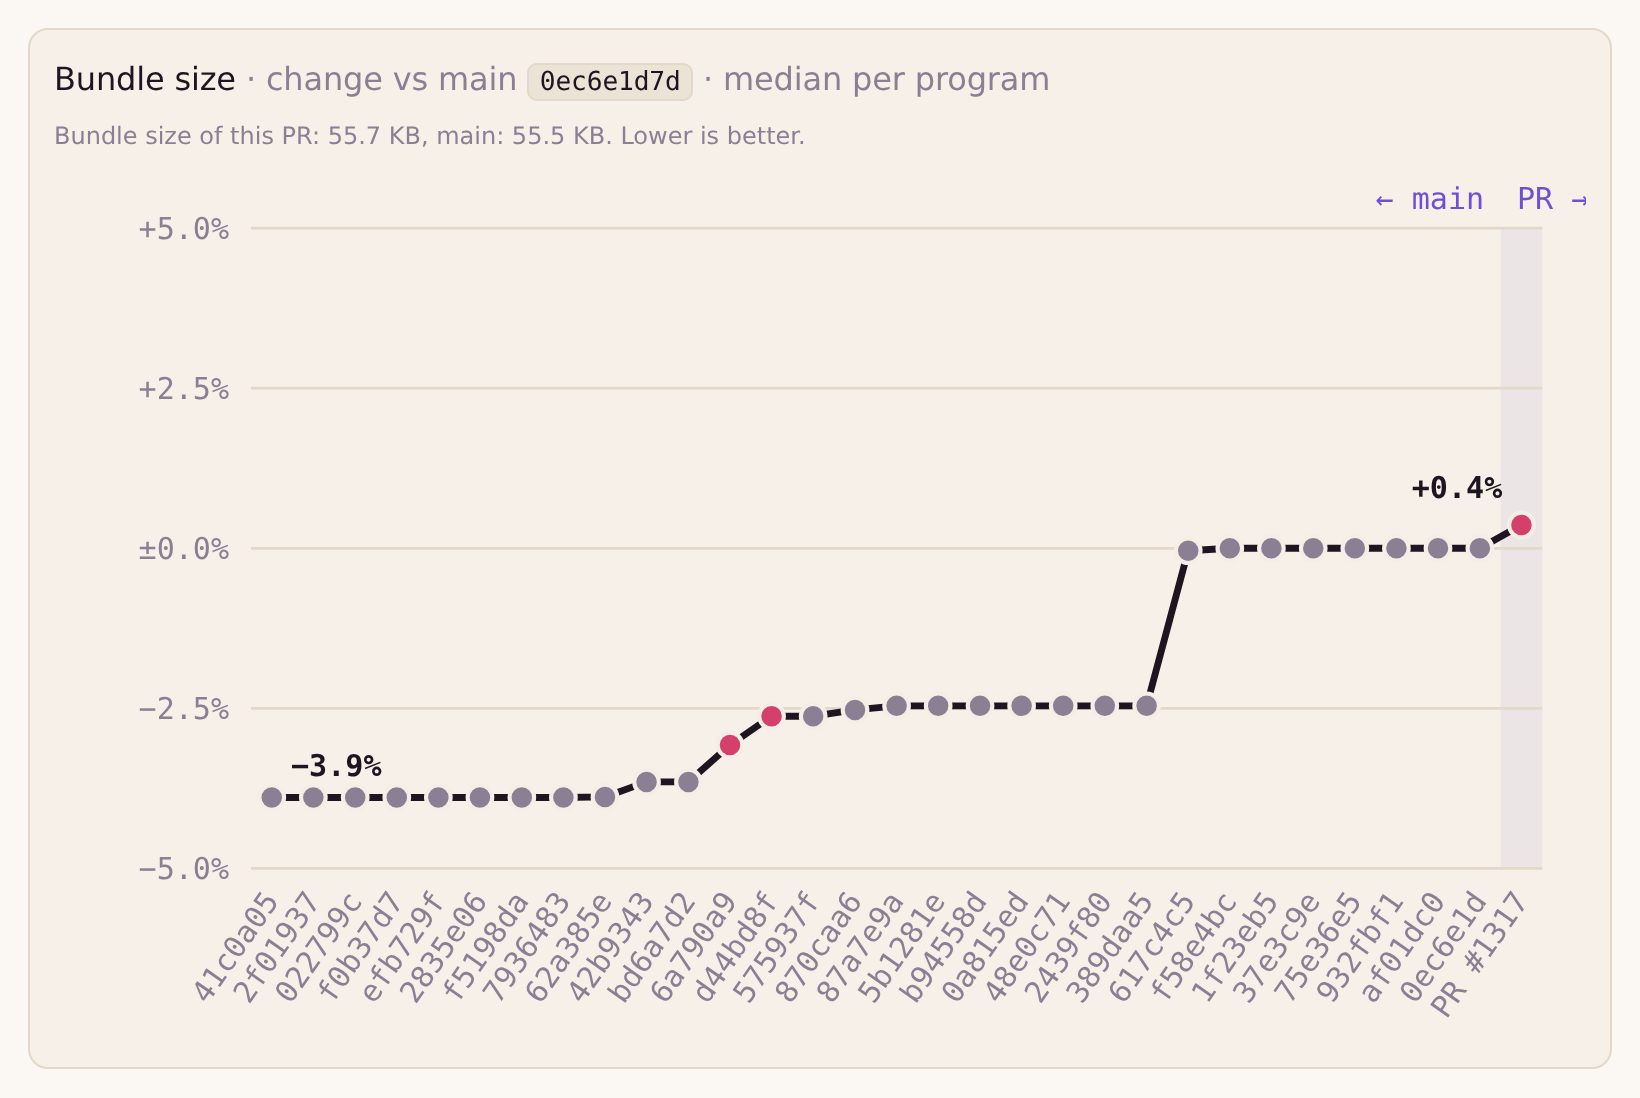 Bundle size · change vs main 0ec6e1d7d · median per program
Bundle size of this PR: 55.7 KB, main: 55.5 KB. Lower is better.
← main PR →
+5.0%
+2.5%
+0.4%
±0.0%
−2.5%
−3.9%
−5.0%
41c0a05
2f01937
022799c
f0b37d7
efb729f
2835e06
f5198da
7936483
62a385e
42b9343
bd6a7d2
6a790a9
d44bd8f
575937f
870caa6
87a7e9a
5b1281e
b94558d
0a815ed
48e0c71
2439f80
389daa5
617c4c5
f58e4bc
1f23eb5
37e3c9e
75e36e5
932fbf1
af01dc0
0ec6e1d
PR #1317